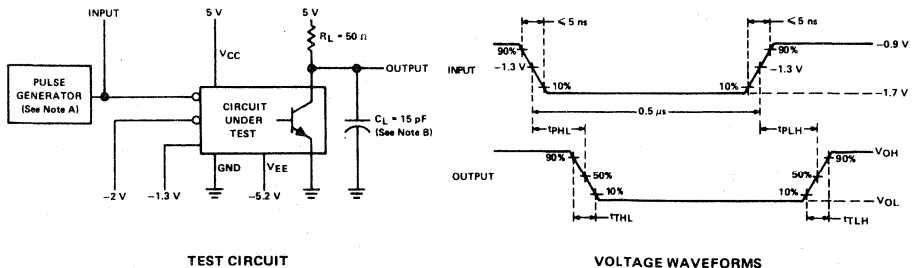 INPUT
5 V
5 V
RL = 50 Ω
VCC
OUTPUT
PULSE
GENERATOR
(See Note A)
CIRCUIT
UNDER
TEST
CL = 15 pF
(See Note B)
GND
VEE
−2 V
−1.3 V
−5.2 V
TEST CIRCUIT
≤ 5 ns
≤ 5 ns
90%
90%
−0.9 V
INPUT
−1.3 V
−1.3 V
10%
10%
−1.7 V
0.5 μs
tPHL
tPLH
90%
90%
VOH
OUTPUT
50%
50%
10%
10%
VOL
tTHL
tTLH
VOLTAGE WAVEFORMS